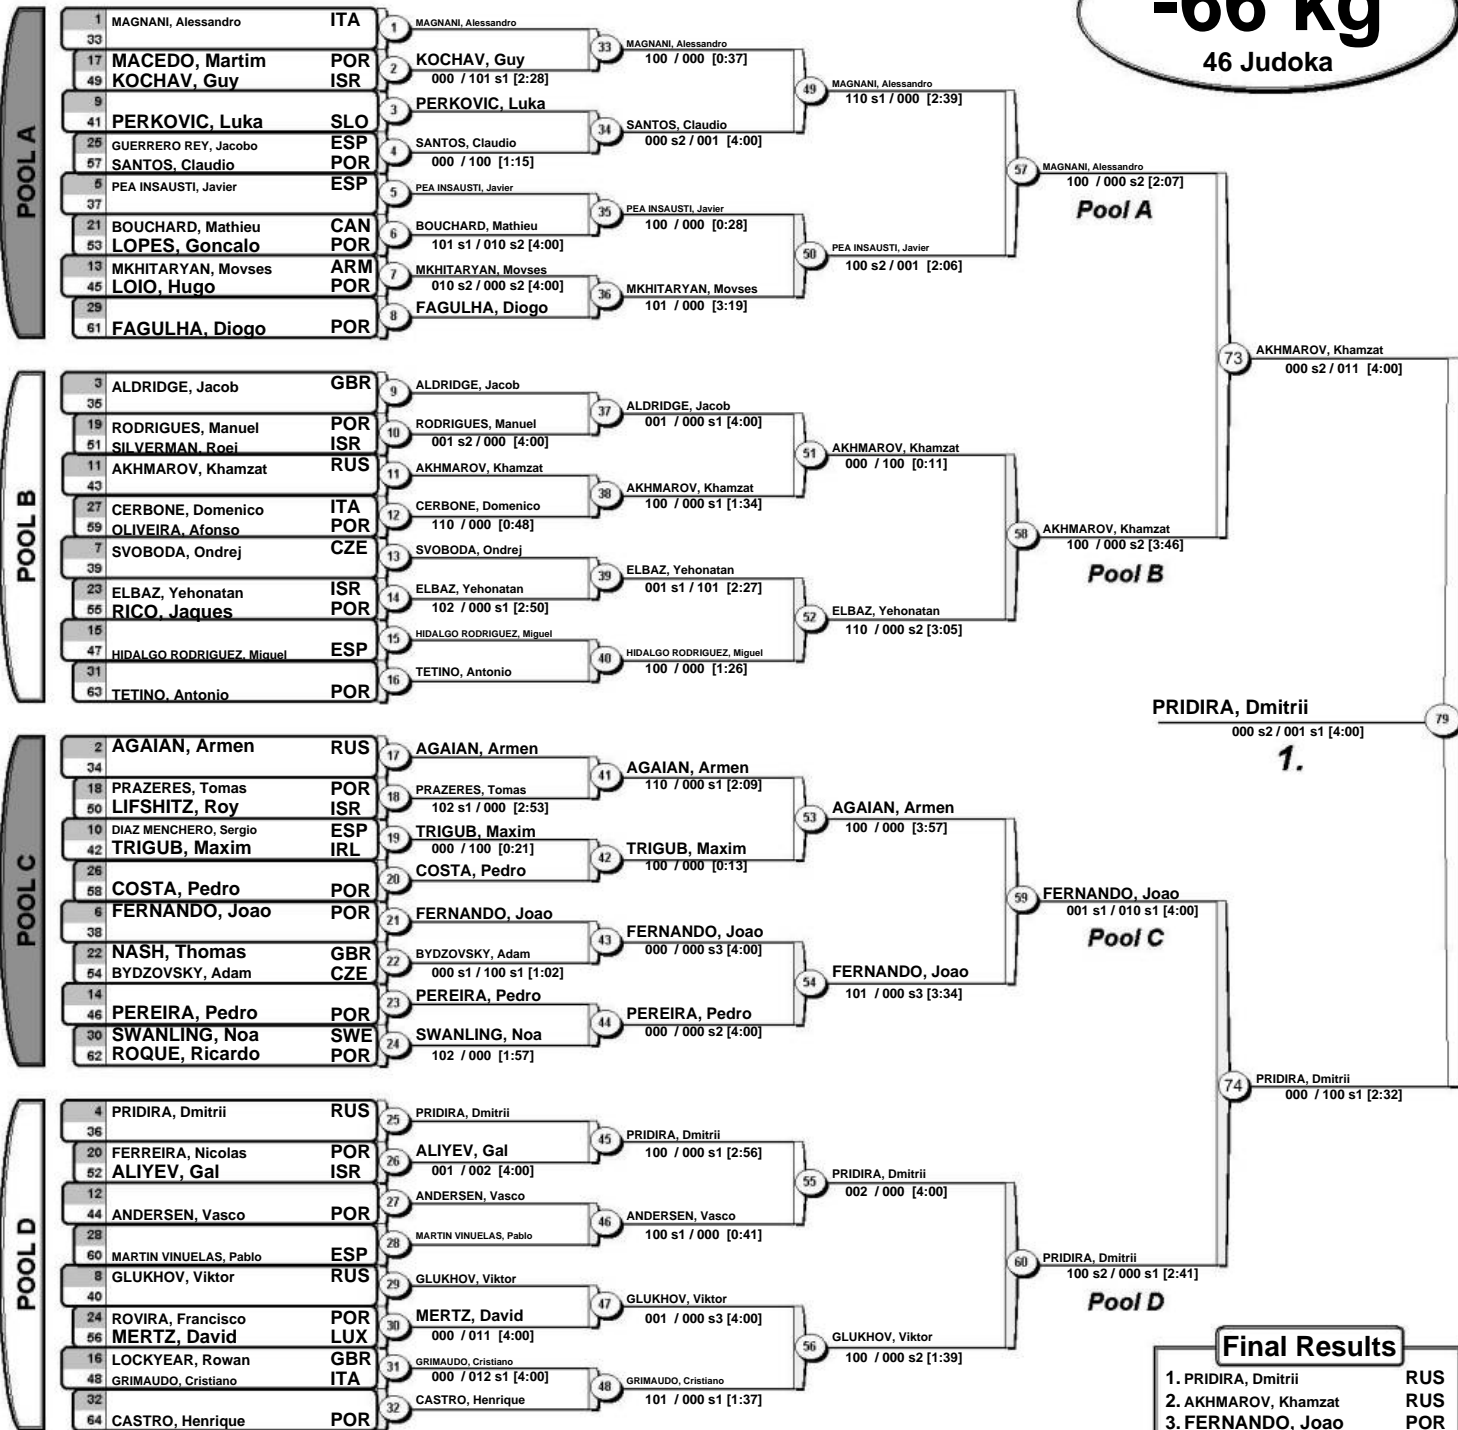 -66 kg
46 Judoka
POOL A
1 MAGNANI, Alessandro ITA
33
17 MACEDO, Martim POR
49 KOCHAV, Guy ISR
9
41 PERKOVIC, Luka SLO
25 GUERRERO REY, Jacobo ESP
57 SANTOS, Claudio POR
5 PEA INSAUSTI, Javier ESP
37
21 BOUCHARD, Mathieu CAN
53 LOPES, Goncalo POR
13 MKHITARYAN, Movses ARM
45 LOIO, Hugo POR
29
61 FAGULHA, Diogo POR
1 MAGNANI, Alessandro
2 KOCHAV, Guy
000 / 101 s1 [2:28]
3 PERKOVIC, Luka
4 SANTOS, Claudio
000 / 100 [1:15]
5 PEA INSAUSTI, Javier
6 BOUCHARD, Mathieu
101 s1 / 010 s2 [4:00]
7 MKHITARYAN, Movses
010 s2 / 000 s2 [4:00]
8 FAGULHA, Diogo
33 MAGNANI, Alessandro
100 / 000 [0:37]
34 SANTOS, Claudio
000 s2 / 001 [4:00]
35 PEA INSAUSTI, Javier
100 / 000 [0:28]
36 MKHITARYAN, Movses
101 / 000 [3:19]
49 MAGNANI, Alessandro
110 s1 / 000 [2:39]
50 PEA INSAUSTI, Javier
100 s2 / 001 [2:06]
57 MAGNANI, Alessandro
100 / 000 s2 [2:07]
Pool A
POOL B
3 ALDRIDGE, Jacob GBR
35
19 RODRIGUES, Manuel POR
51 SILVERMAN, Roei ISR
11 AKHMAROV, Khamzat RUS
43
27 CERBONE, Domenico ITA
59 OLIVEIRA, Afonso POR
7 SVOBODA, Ondrej CZE
39
23 ELBAZ, Yehonatan ISR
55 RICO, Jaques POR
15
47 HIDALGO RODRIGUEZ, Miguel ESP
31
63 TETINO, Antonio POR
9 ALDRIDGE, Jacob
10 RODRIGUES, Manuel
001 s2 / 000 [4:00]
11 AKHMAROV, Khamzat
12 CERBONE, Domenico
110 / 000 [0:48]
13 SVOBODA, Ondrej
14 ELBAZ, Yehonatan
102 / 000 s1 [2:50]
15 HIDALGO RODRIGUEZ, Miguel
16 TETINO, Antonio
37 ALDRIDGE, Jacob
001 / 000 s1 [4:00]
38 AKHMAROV, Khamzat
100 / 000 s1 [1:34]
39 ELBAZ, Yehonatan
001 s1 / 101 [2:27]
40 HIDALGO RODRIGUEZ, Miguel
100 / 000 [1:26]
51 AKHMAROV, Khamzat
000 / 100 [0:11]
52 ELBAZ, Yehonatan
110 / 000 s2 [3:05]
58 AKHMAROV, Khamzat
100 / 000 s2 [3:46]
Pool B
73 AKHMAROV, Khamzat
000 s2 / 011 [4:00]
PRIDIRA, Dmitrii 79
000 s2 / 001 s1 [4:00]
1.
POOL C
2 AGAIAN, Armen RUS
34
18 PRAZERES, Tomas POR
50 LIFSHITZ, Roy ISR
10 DIAZ MENCHERO, Sergio ESP
42 TRIGUB, Maxim IRL
26
58 COSTA, Pedro POR
6 FERNANDO, Joao POR
38
22 NASH, Thomas GBR
54 BYDZOVSKY, Adam CZE
14
46 PEREIRA, Pedro POR
30 SWANLING, Noa SWE
62 ROQUE, Ricardo POR
17 AGAIAN, Armen
18 PRAZERES, Tomas
102 s1 / 000 [2:53]
19 TRIGUB, Maxim
000 / 100 [0:21]
20 COSTA, Pedro
21 FERNANDO, Joao
22 BYDZOVSKY, Adam
000 s1 / 100 s1 [1:02]
23 PEREIRA, Pedro
24 SWANLING, Noa
102 / 000 [1:57]
41 AGAIAN, Armen
110 / 000 s1 [2:09]
42 TRIGUB, Maxim
100 / 000 [0:13]
43 FERNANDO, Joao
000 / 000 s3 [4:00]
44 PEREIRA, Pedro
000 / 000 s2 [4:00]
53 AGAIAN, Armen
100 / 000 [3:57]
54 FERNANDO, Joao
101 / 000 s3 [3:34]
59 FERNANDO, Joao
001 s1 / 010 s1 [4:00]
Pool C
74 PRIDIRA, Dmitrii
000 / 100 s1 [2:32]
POOL D
4 PRIDIRA, Dmitrii RUS
36
20 FERREIRA, Nicolas POR
52 ALIYEV, Gal ISR
12
44 ANDERSEN, Vasco POR
28
60 MARTIN VINUELAS, Pablo ESP
8 GLUKHOV, Viktor RUS
40
24 ROVIRA, Francisco POR
56 MERTZ, David LUX
16 LOCKYEAR, Rowan GBR
48 GRIMAUDO, Cristiano ITA
32
64 CASTRO, Henrique POR
25 PRIDIRA, Dmitrii
26 ALIYEV, Gal
001 / 002 [4:00]
27 ANDERSEN, Vasco
28 MARTIN VINUELAS, Pablo
29 GLUKHOV, Viktor
30 MERTZ, David
000 / 011 [4:00]
31 GRIMAUDO, Cristiano
000 / 012 s1 [4:00]
32 CASTRO, Henrique
45 PRIDIRA, Dmitrii
100 / 000 s1 [2:56]
46 ANDERSEN, Vasco
100 s1 / 000 [0:41]
47 GLUKHOV, Viktor
001 / 000 s3 [4:00]
48 GRIMAUDO, Cristiano
101 / 000 s1 [1:37]
55 PRIDIRA, Dmitrii
002 / 000 [4:00]
56 GLUKHOV, Viktor
100 / 000 s2 [1:39]
60 PRIDIRA, Dmitrii
100 s2 / 000 s1 [2:41]
Pool D
Final Results
1. PRIDIRA, Dmitrii RUS
2. AKHMAROV, Khamzat RUS
3. FERNANDO, Joao POR